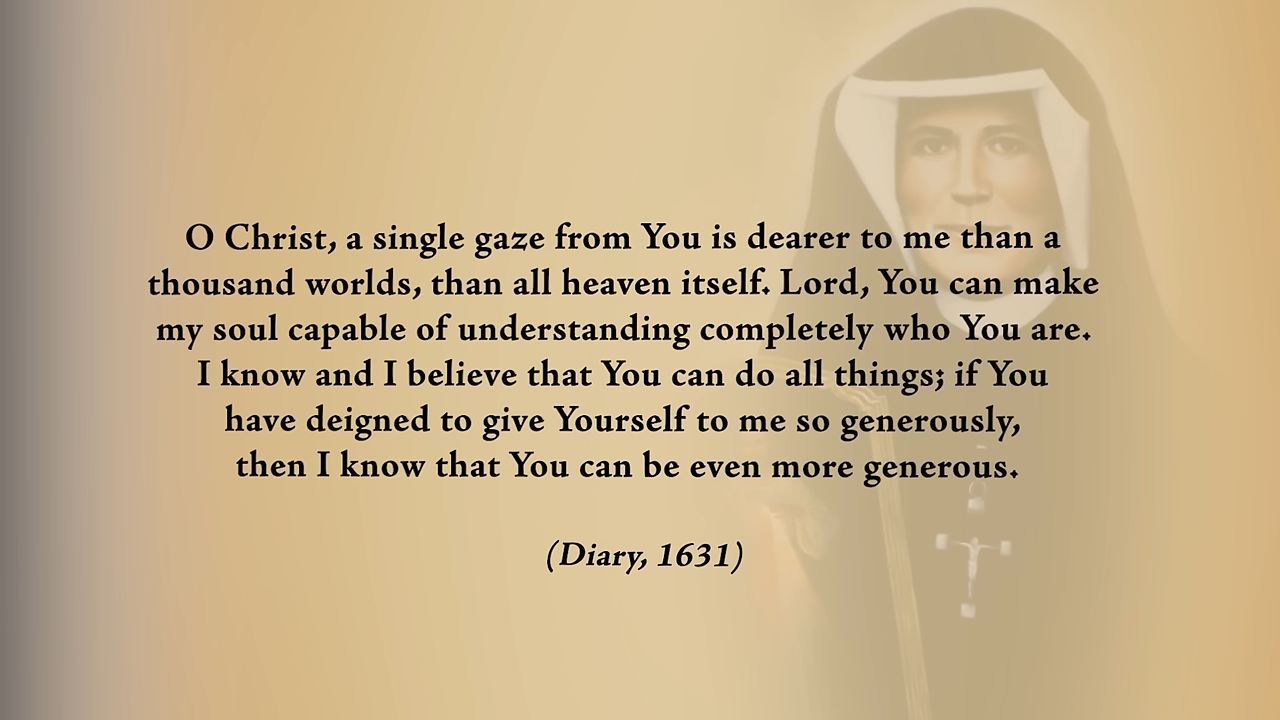 O Christ, a single gaze from You is dearer to me than a
thousand worlds, than all heaven itself. Lord, You can make
my soul capable of understanding completely who You are.
I know and I believe that You can do all things; if You
have deigned to give Yourself to me so generously,
then I know that You can be even more generous.
(Diary, 1631)